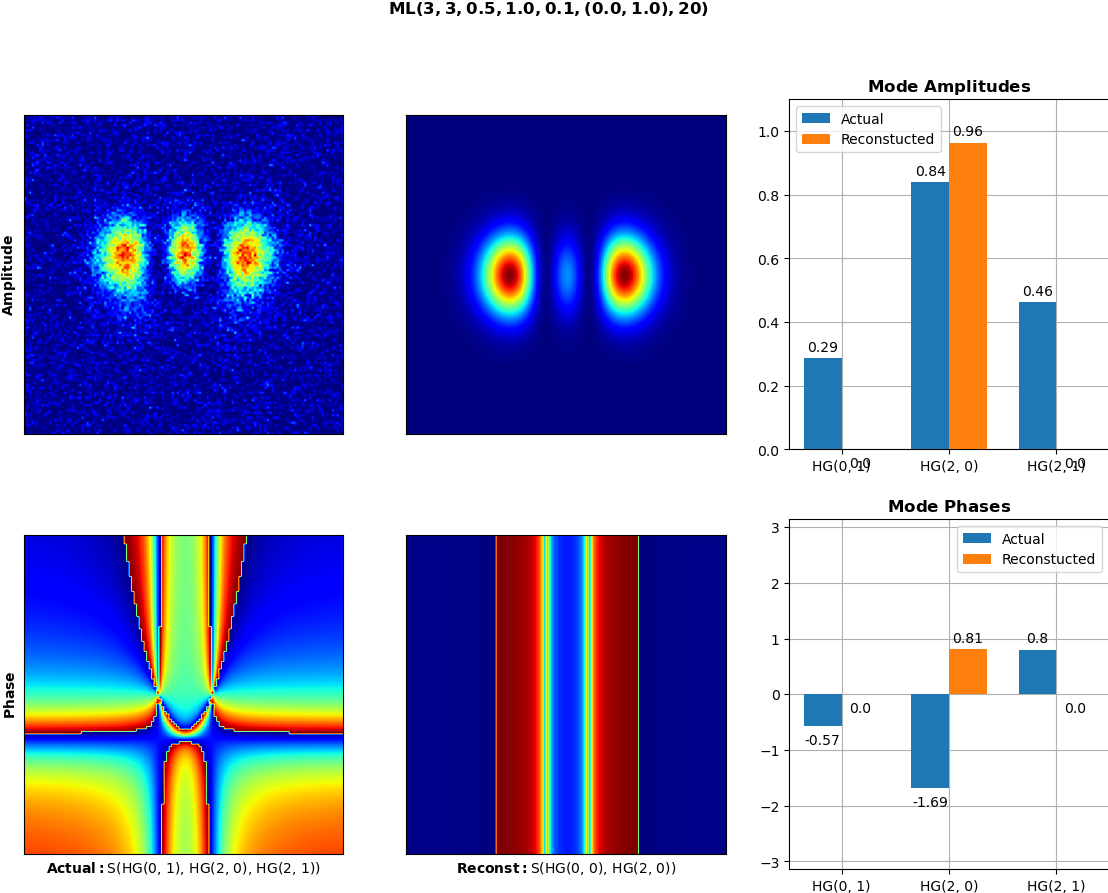 ML(3, 3, 0.5, 1.0, 0.1, (0.0, 1.0), 20)
Mode Amplitudes
Amplitude
Actual
Reconstucted
1.0
0.8
0.6
0.4
0.2
0.0
0.29
0.0
0.84
0.96
0.46
0.0
HG(0, 1)
HG(2, 0)
HG(2, 1)
Mode Phases
Phase
Actual
Reconstucted
3
2
1
0
−1
−2
−3
-0.57
0.0
-1.69
0.81
0.8
0.0
HG(0, 1)
HG(2, 0)
HG(2, 1)
Actual: S(HG(0, 1), HG(2, 0), HG(2, 1))
Reconst: S(HG(0, 0), HG(2, 0))